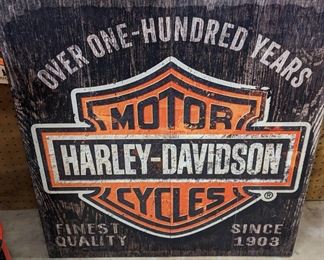 OVER ONE-HUNDRED YEARS
MOTOR
HARLEY-DAVIDSON
®
CYCLES
FINEST SINCE
QUALITY 1903